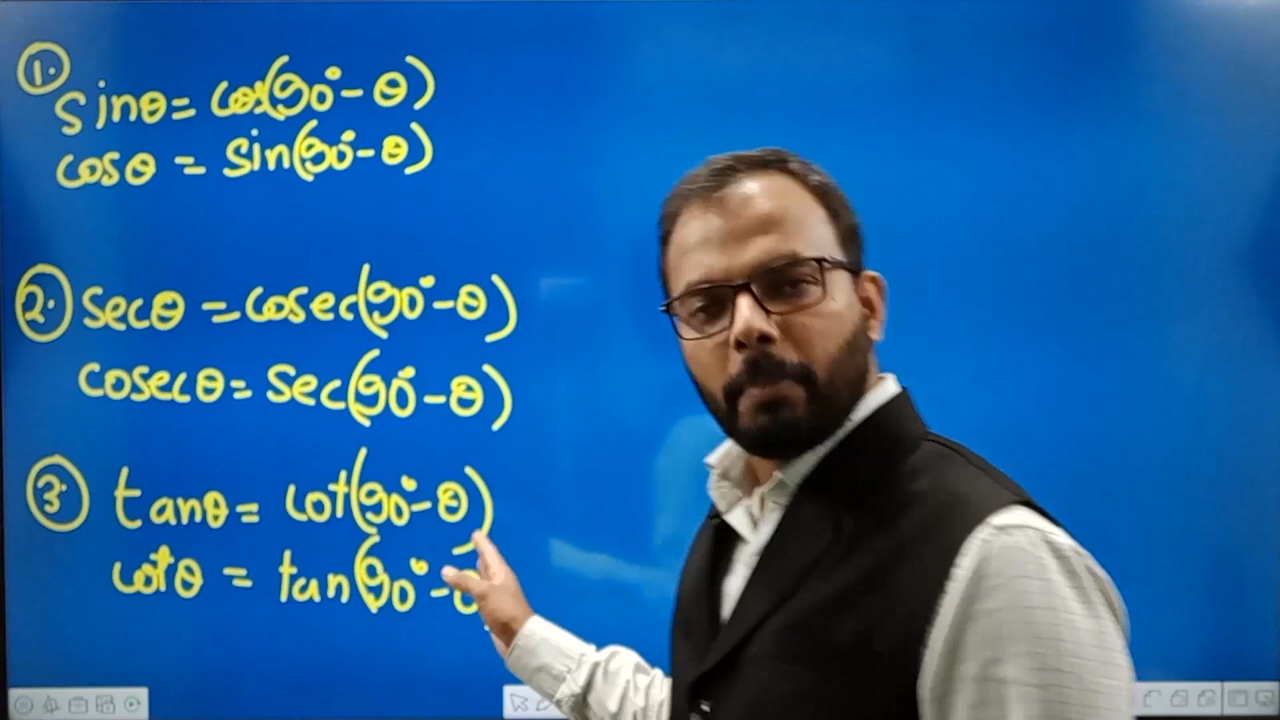 1.
sinθ = cos(90°- θ)
cosθ = sin(90°- θ)
2. secθ = cosec(90°- θ)
cosecθ = sec(90°- θ)
3. tanθ = cot(90°- θ)
cotθ = tan(90°- θ